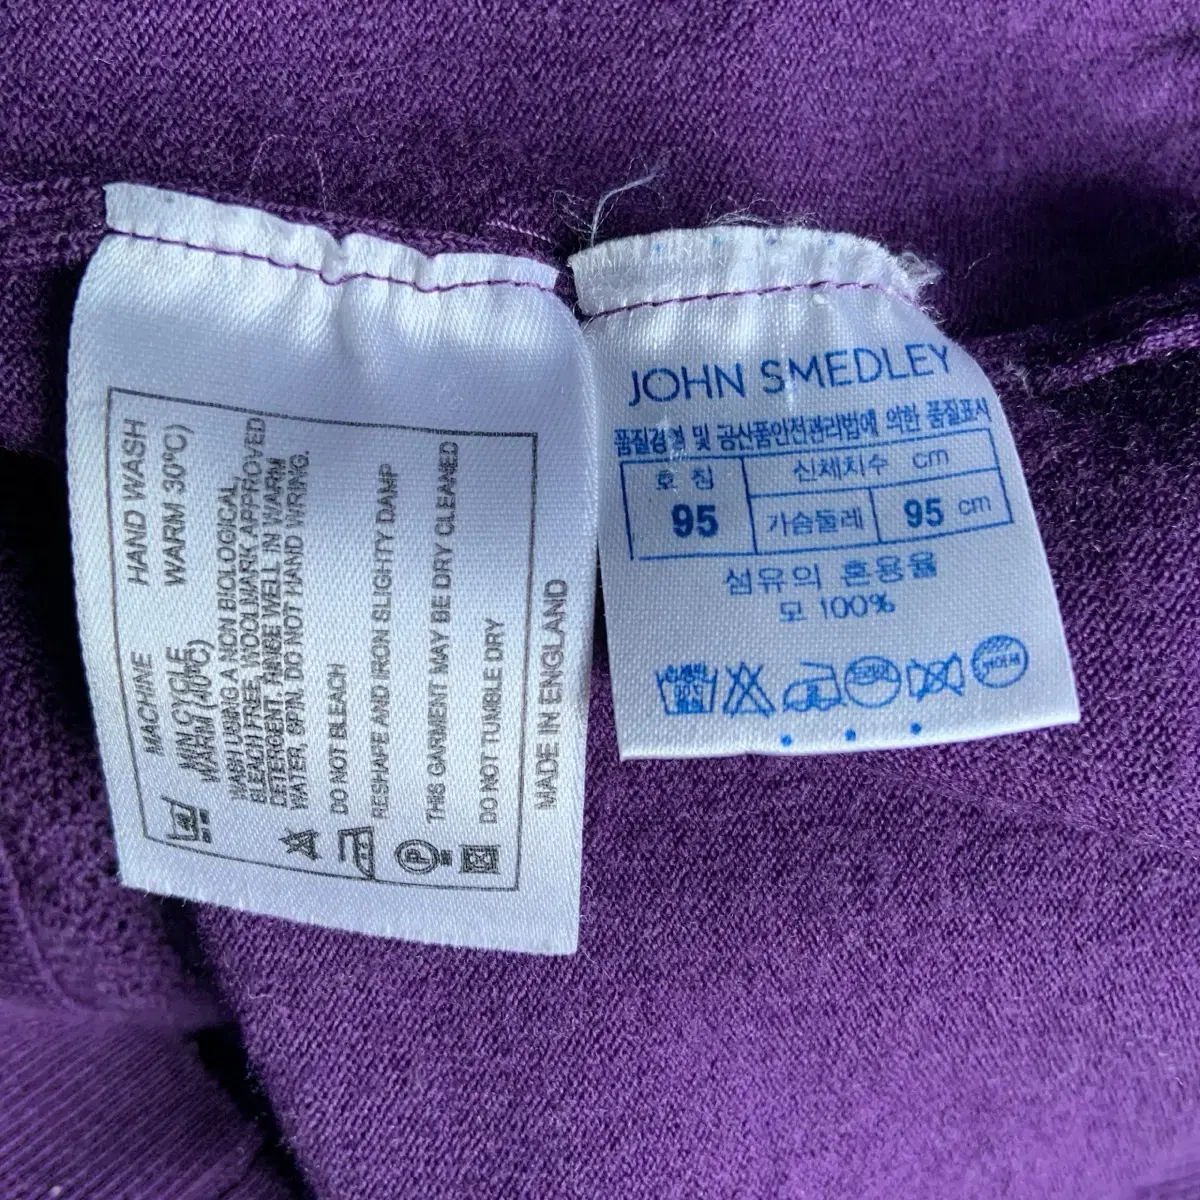 MACHINE HAND WASH
MIN CYCLE WARM 30°C)
WARM (40°C)
WASH USING A NON BIOLOGICAL,
BLEACH FREE, WOOLMARK APPROVED
DETERGENT. RINSE WELL IN WARM
WATER, SPIN. DO NOT HAND WRING.
DO NOT BLEACH
RESHAPE AND IRON SLIGHTY DAMP
P
THIS GARMENT MAY BE DRY CLEANED
DO NOT TUMBLE DRY
MADE IN ENGLAND
JOHN SMEDLEY
및 공산품안전관리법에 의한 품질표시
호 칭 신체치수 cm
95 가슴둘레 95 cm
섬유의 혼용율
모 100%